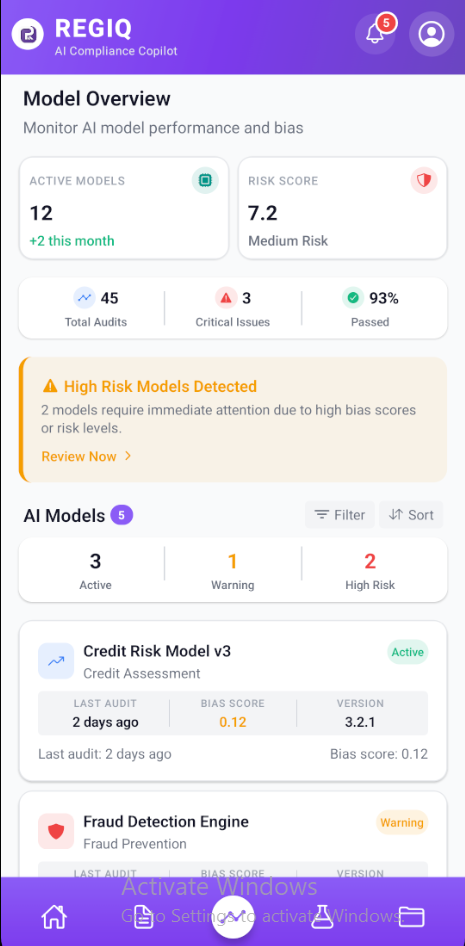 REGIQ
AI Compliance Copilot
5
Model Overview
Monitor AI model performance and bias
ACTIVE MODELS
12
+2 this month
RISK SCORE
7.2
Medium Risk
45
Total Audits
3
Critical Issues
93%
Passed
High Risk Models Detected
2 models require immediate attention due to high bias scores
or risk levels.
Review Now
AI Models 5
Filter
Sort
3
Active
1
Warning
2
High Risk
Credit Risk Model v3
Credit Assessment
Active
LAST AUDIT
2 days ago
BIAS SCORE
0.12
VERSION
3.2.1
Last audit: 2 days ago
Bias score: 0.12
Fraud Detection Engine
Fraud Prevention
Warning
LAST AUDIT
BIAS SCORE
VERSION
Activate Windows
Go to Settings to activate Windows.